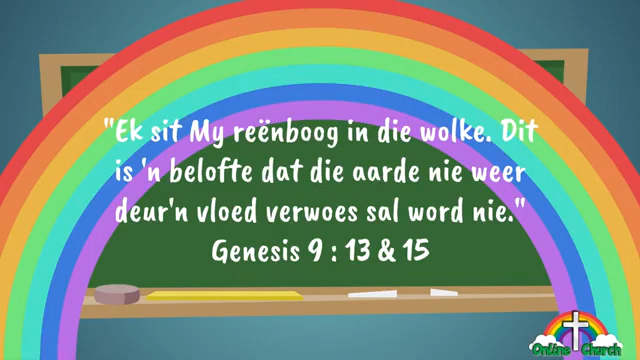 "Ek sit My reënboog in die wolke. Dit
is 'n belofte dat die aarde nie weer
deur'n vloed verwoes sal word nie."
Genesis 9 : 13 & 15
Online Church